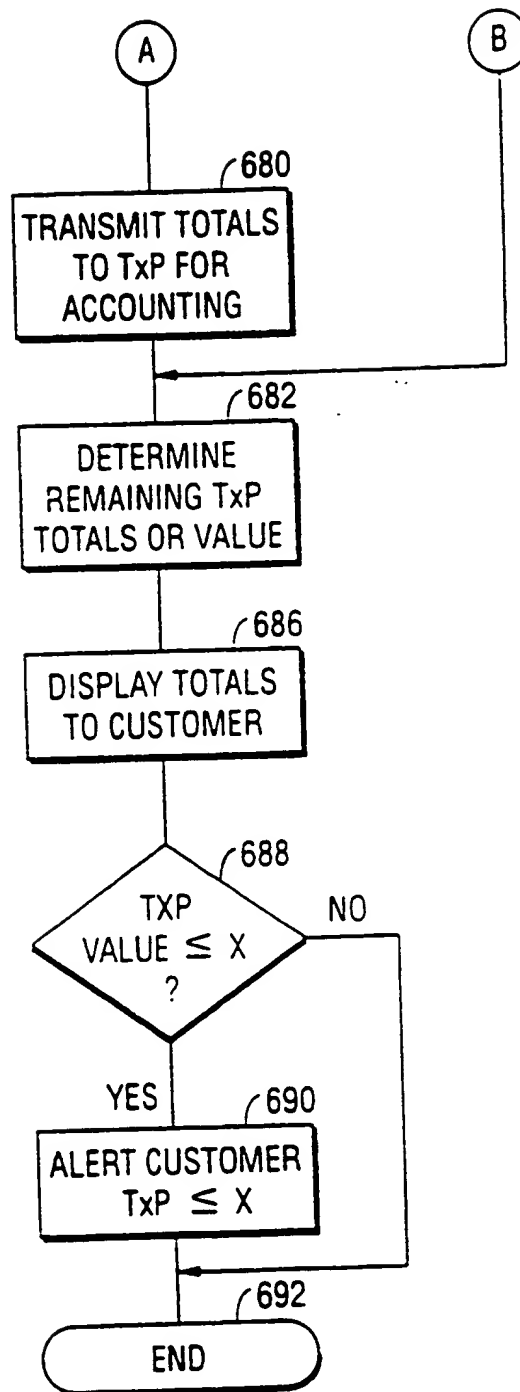 A
B
680
TRANSMIT TOTALS
TO TxP FOR
ACCOUNTING
682
DETERMINE
REMAINING TxP
TOTALS OR VALUE
686
DISPLAY TOTALS
TO CUSTOMER
688
TXP
VALUE ≤ X
?
NO
YES
690
ALERT CUSTOMER
TxP ≤ X
692
END